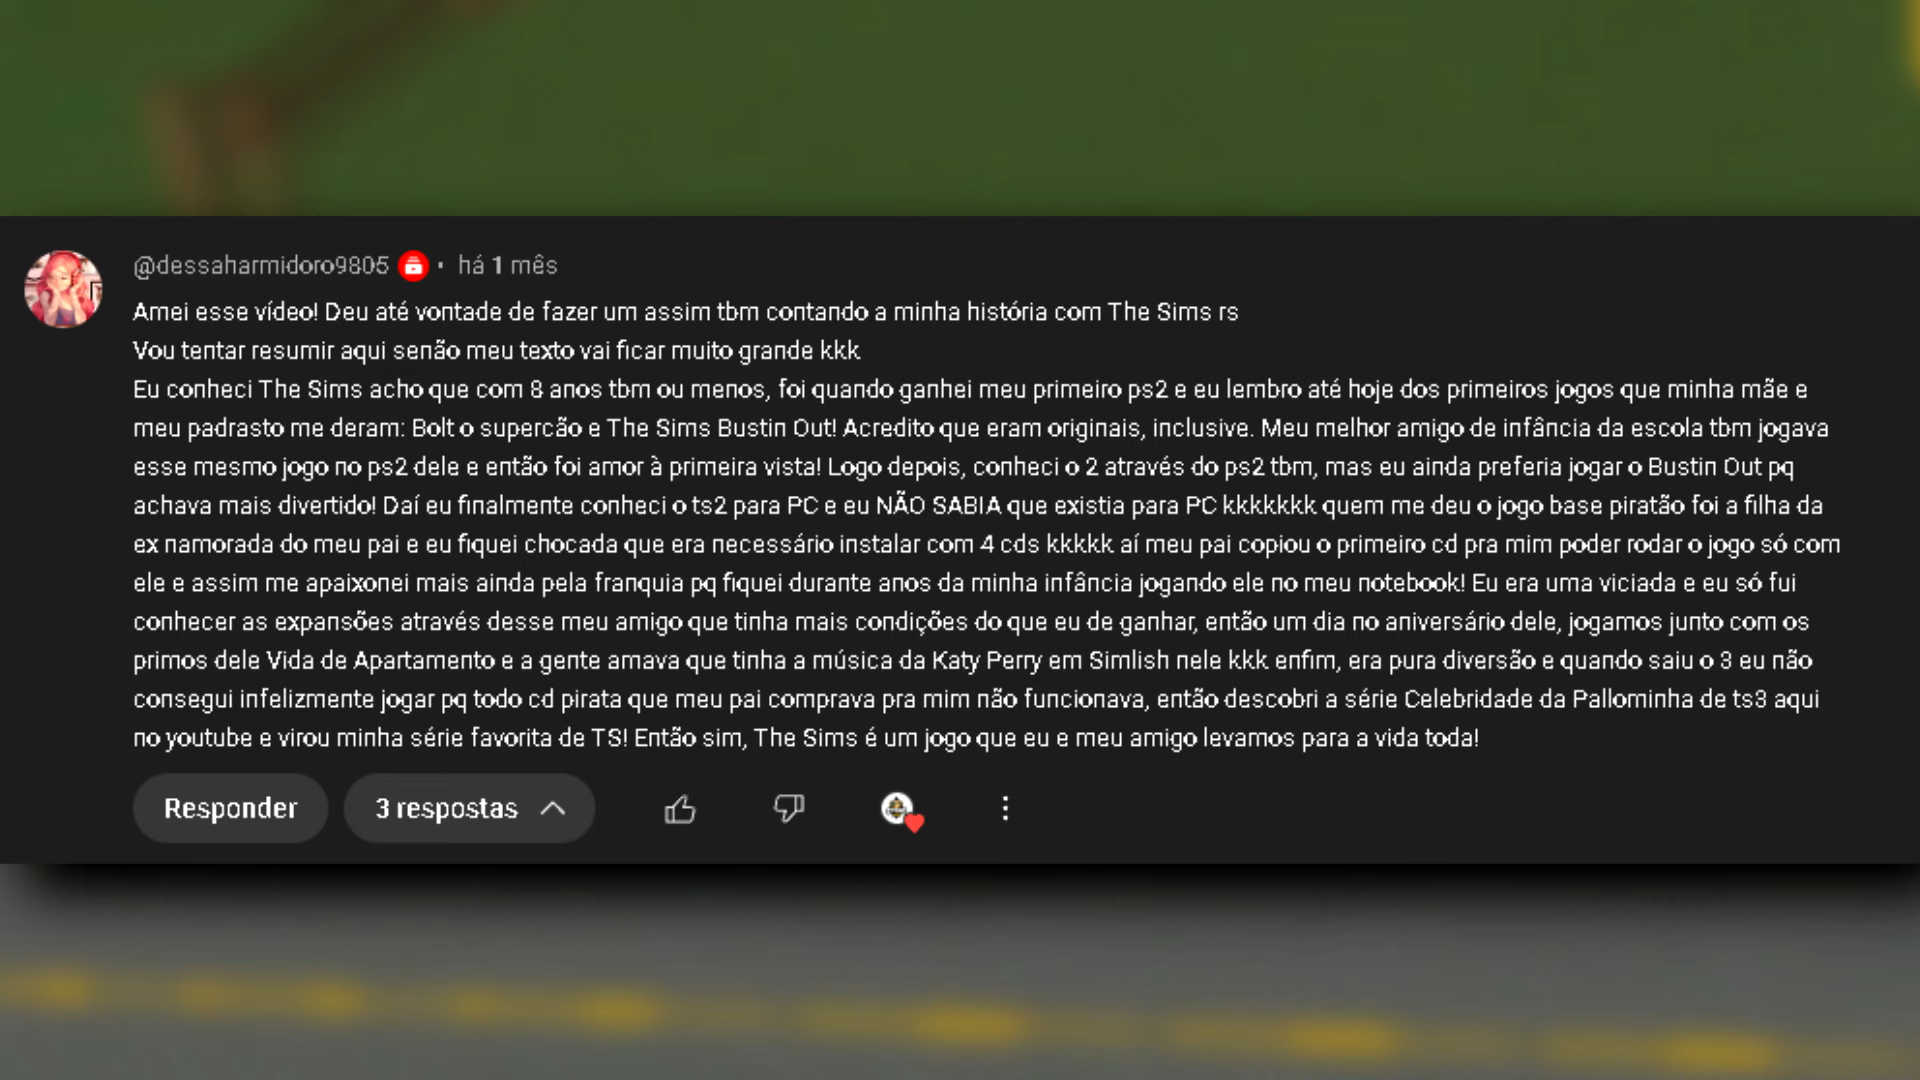 @dessaharmidoro9805 • há 1 mês
Amei esse vídeo! Deu até vontade de fazer um assim tbm contando a minha história com The Sims rs
Vou tentar resumir aqui senão meu texto vai ficar muito grande kkk
Eu conheci The Sims acho que com 8 anos tbm ou menos, foi quando ganhei meu primeiro ps2 e eu lembro até hoje dos primeiros jogos que minha mãe e
meu padrasto me deram: Bolt o supercão e The Sims Bustin Out! Acredito que eram originais, inclusive. Meu melhor amigo de infância da escola tbm jogava
esse mesmo jogo no ps2 dele e então foi amor à primeira vista! Logo depois, conheci o 2 através do ps2 tbm, mas eu ainda preferia jogar o Bustin Out pq
achava mais divertido! Daí eu finalmente conheci o ts2 para PC e eu NÃO SABIA que existia para PC kkkkkkk quem me deu o jogo base piratão foi a filha da
ex namorada do meu pai e eu fiquei chocada que era necessário instalar com 4 cds kkkkk aí meu pai copiou o primeiro cd pra mim poder rodar o jogo só com
ele e assim me apaixonei mais ainda pela franquia pq fiquei durante anos da minha infância jogando ele no meu notebook! Eu era uma viciada e eu só fui
conhecer as expansões através desse meu amigo que tinha mais condições do que eu de ganhar, então um dia no aniversário dele, jogamos junto com os
primos dele Vida de Apartamento e a gente amava que tinha a música da Katy Perry em Simlish nele kkk enfim, era pura diversão e quando saiu o 3 eu não
consegui infelizmente jogar pq todo cd pirata que meu pai comprava pra mim não funcionava, então descobri a série Celebridade da Pallominha de ts3 aqui
no youtube e virou minha série favorita de TS! Então sim, The Sims é um jogo que eu e meu amigo levamos para a vida toda!
Responder 3 respostas